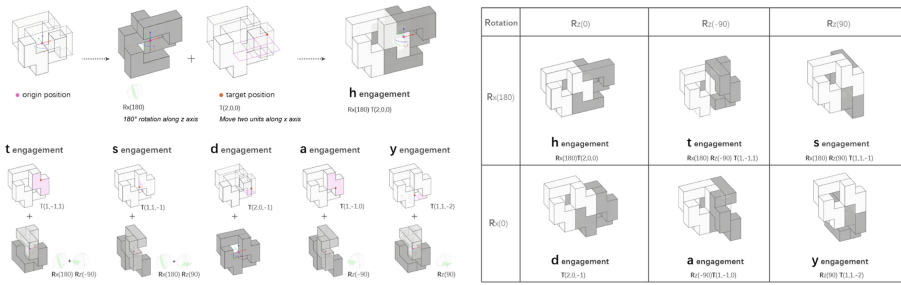 origin position
Rx(180)
180° rotation along z axis
+
target position
T(2,0,0)
Move two units along x axis
h engagement
Rx(180) T(2,0,0)
t engagement
s engagement
d engagement
a engagement
y engagement
T(1,-1,1)
T(1,1,-1)
T(2,0,-1)
T(1,-1,0)
T(1,1,-2)
+
+
+
+
+
Rx(180) + Rz(-90)
Rx(180) + Rz(90)
Rz(-90)
Rz(90)
Rotation
Rz(0)
Rz(-90)
Rz(90)
Rx(180)
h engagement
Rx(180)T(2,0,0)
t engagement
Rx(180) Rz(-90) T(1,-1,1)
s engagement
Rx(180) Rz(90) T(1,1,-1)
Rx(0)
d engagement
T(2,0,-1)
a engagement
Rz(-90)T(1,-1,0)
y engagement
Rz(90) T(1,1,-2)